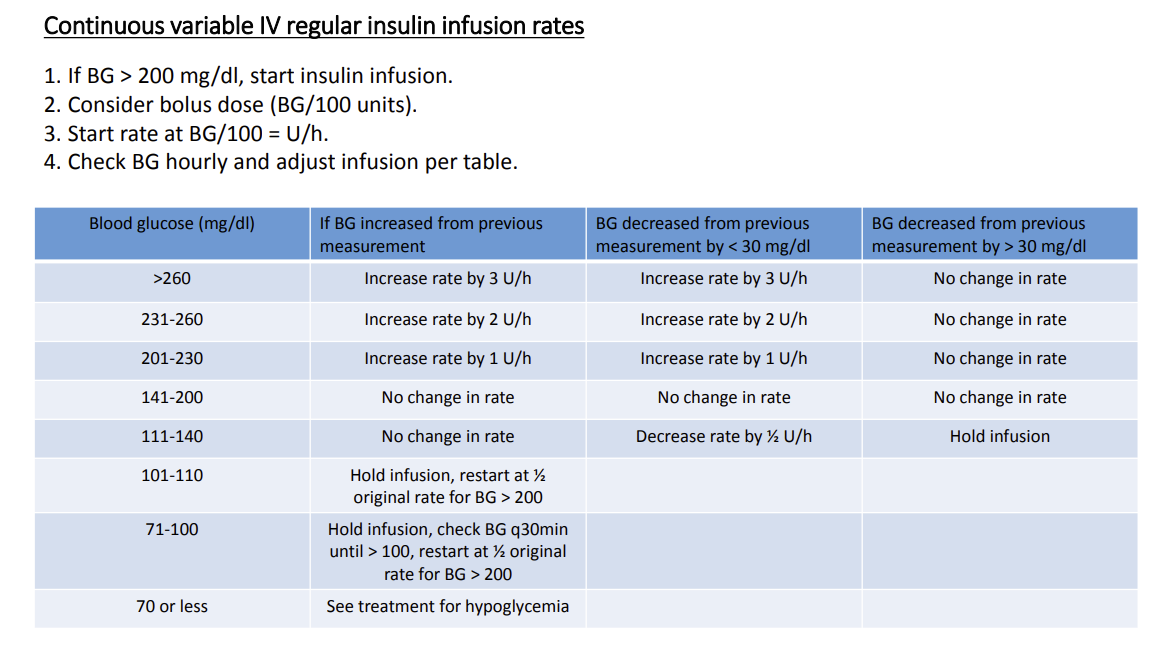 Continuous variable IV regular insulin infusion rates
1. If BG > 200 mg/dl, start insulin infusion.
2. Consider bolus dose (BG/100 units).
3. Start rate at BG/100 = U/h.
4. Check BG hourly and adjust infusion per table.
Blood glucose (mg/dl)
If BG increased from previous
measurement
BG decreased from previous
measurement by < 30 mg/dl
BG decreased from previous
measurement by > 30 mg/dl
>260
Increase rate by 3 U/h
Increase rate by 3 U/h
No change in rate
231-260
Increase rate by 2 U/h
Increase rate by 2 U/h
No change in rate
201-230
Increase rate by 1 U/h
Increase rate by 1 U/h
No change in rate
141-200
No change in rate
No change in rate
No change in rate
111-140
No change in rate
Decrease rate by ½ U/h
Hold infusion
101-110
Hold infusion, restart at ½
original rate for BG > 200
71-100
Hold infusion, check BG q30min
until > 100, restart at ½ original
rate for BG > 200
70 or less
See treatment for hypoglycemia